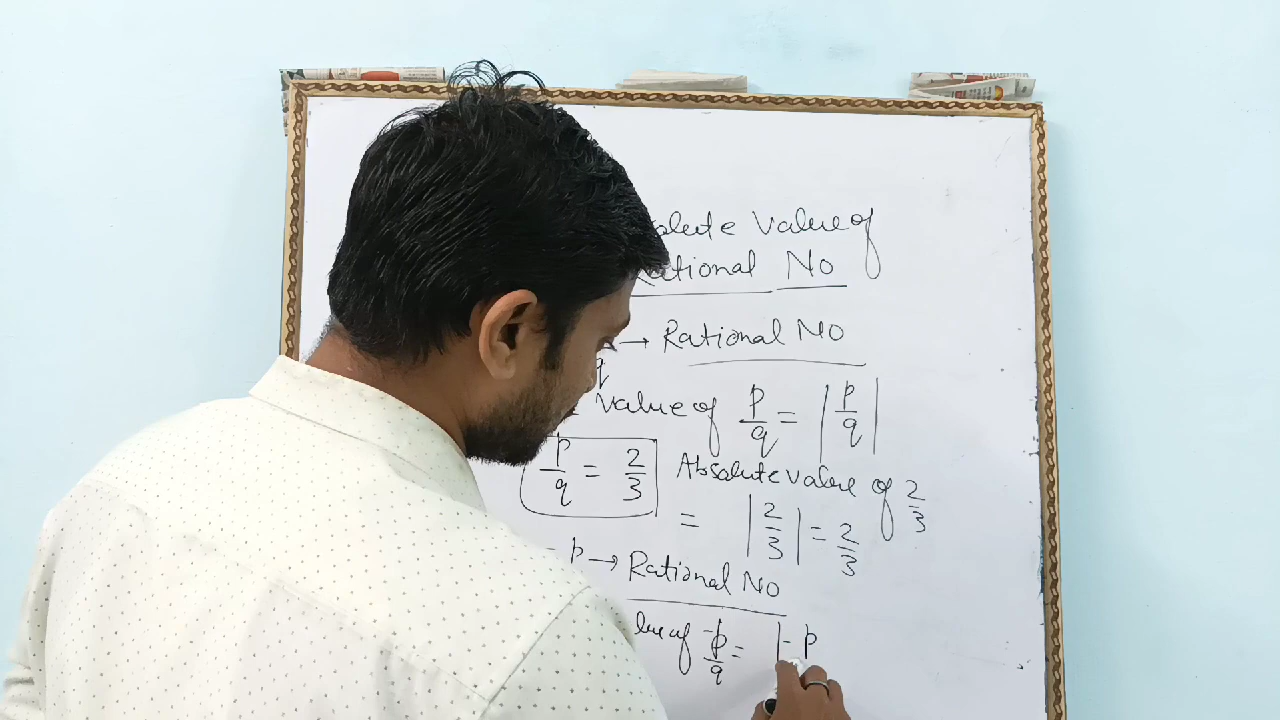 Value of
Rational No
→ Rational No
Value of p/q = |p/q|
p/q = 2/3 Absolute value of 2/3
= |2/3| = 2/3
- p → Rational No
of -p/q = |- p